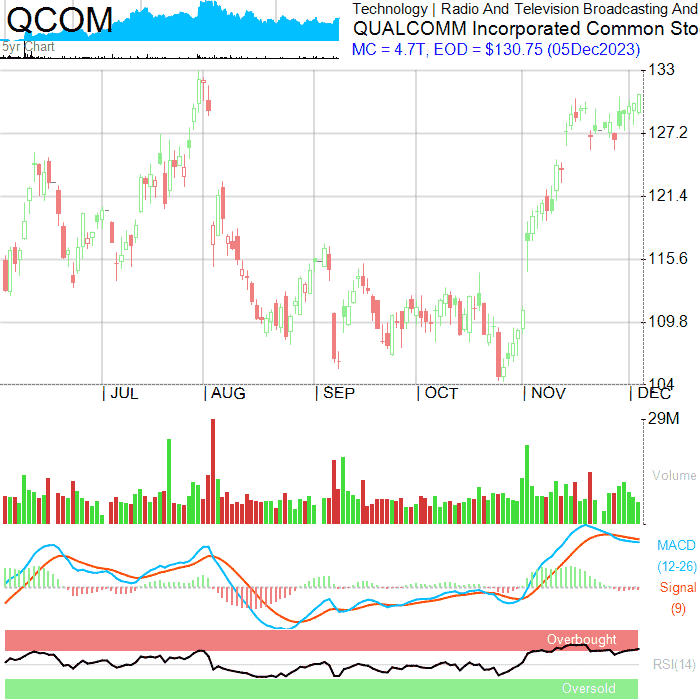 QCOM
5yr Chart
Technology | Radio And Television Broadcasting And
QUALCOMM Incorporated Common Sto
MC = 4.7T, EOD = $130.75 (05Dec2023)
133
127.2
121.4
115.6
109.8
104
| JUL | AUG | SEP | OCT | NOV | DEC
29M
Volume
MACD
(12-26)
Signal
(9)
Overbought
RSI(14)
Oversold